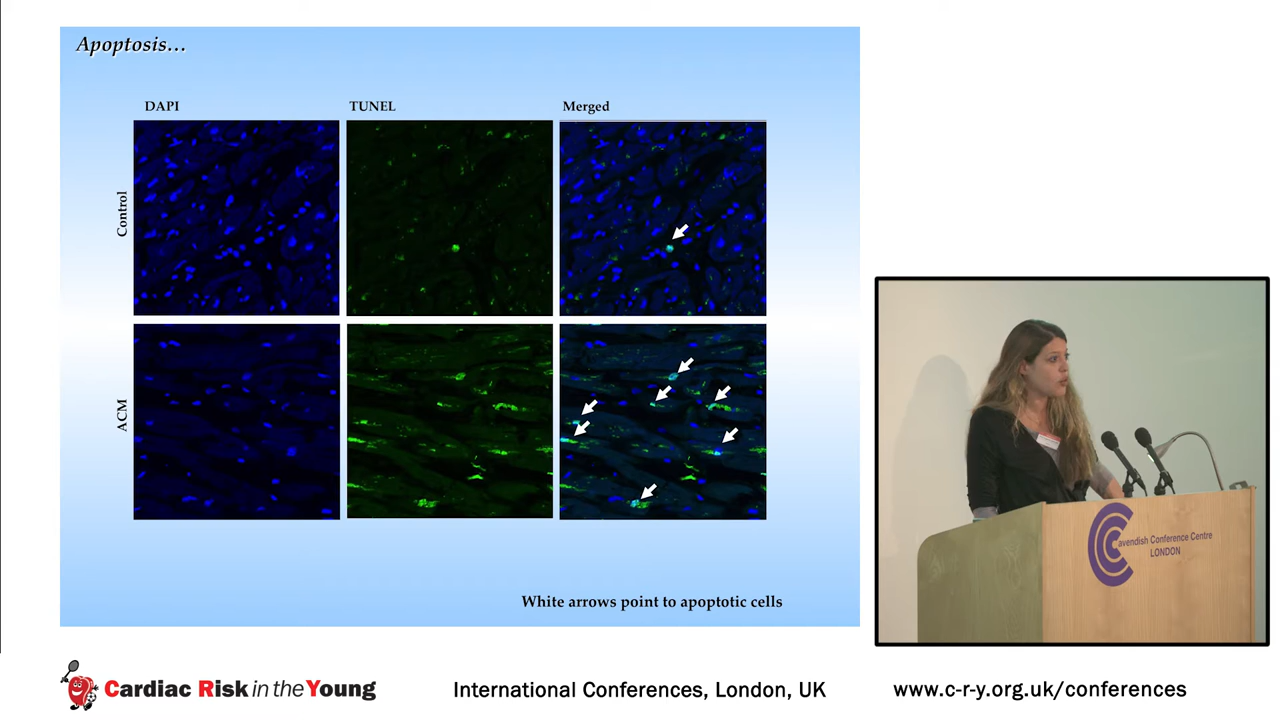 Apoptosis...
DAPI
TUNEL
Merged
Control
ACM
White arrows point to apoptotic cells
avendish Conference Centre
LONDON
Cardiac Risk in the Young
International Conferences, London, UK
www.c-r-y.org.uk/conferences